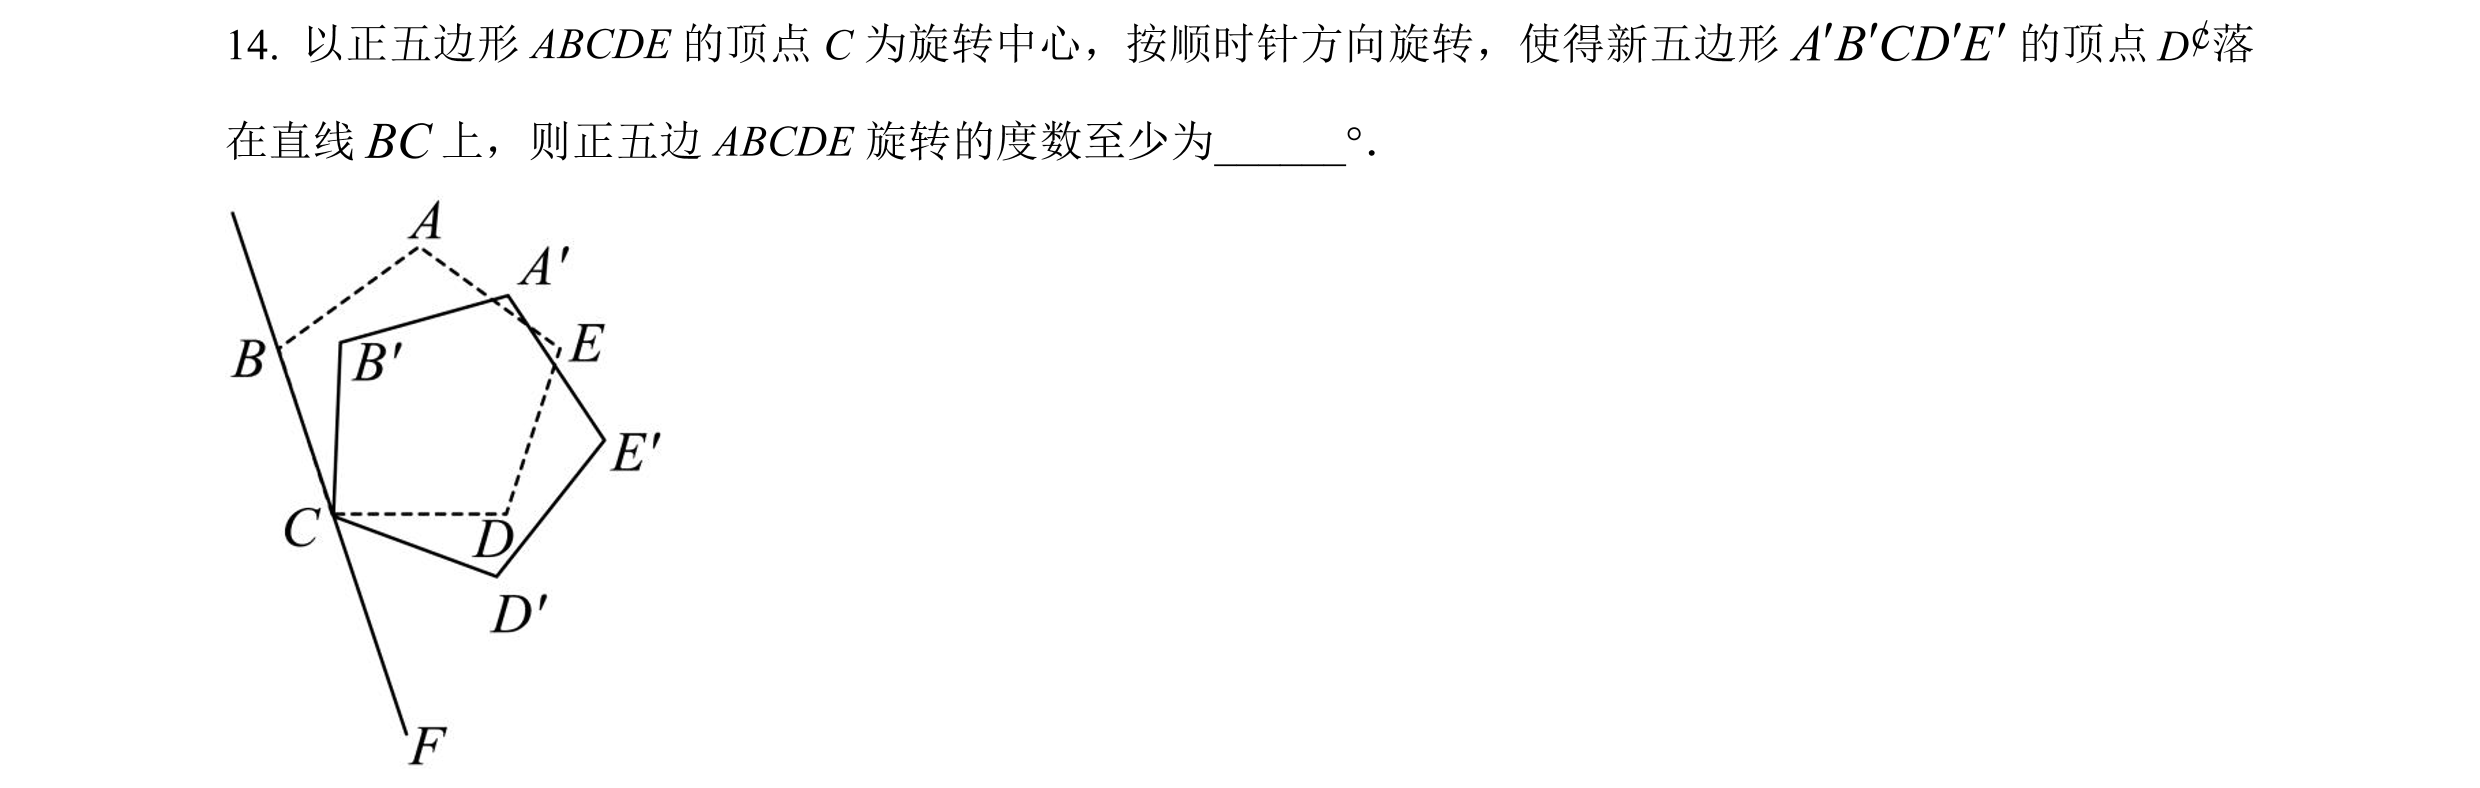 14. 以正五边形 ABCDE 的顶点 C 为旋转中心，按顺时针方向旋转，使得新五边形 A′B′CD′E′ 的顶点 D¢落
在直线 BC 上，则正五边 ABCDE 旋转的度数至少为______°.
A
A′
B
B′
E
E′
C
D
D′
F